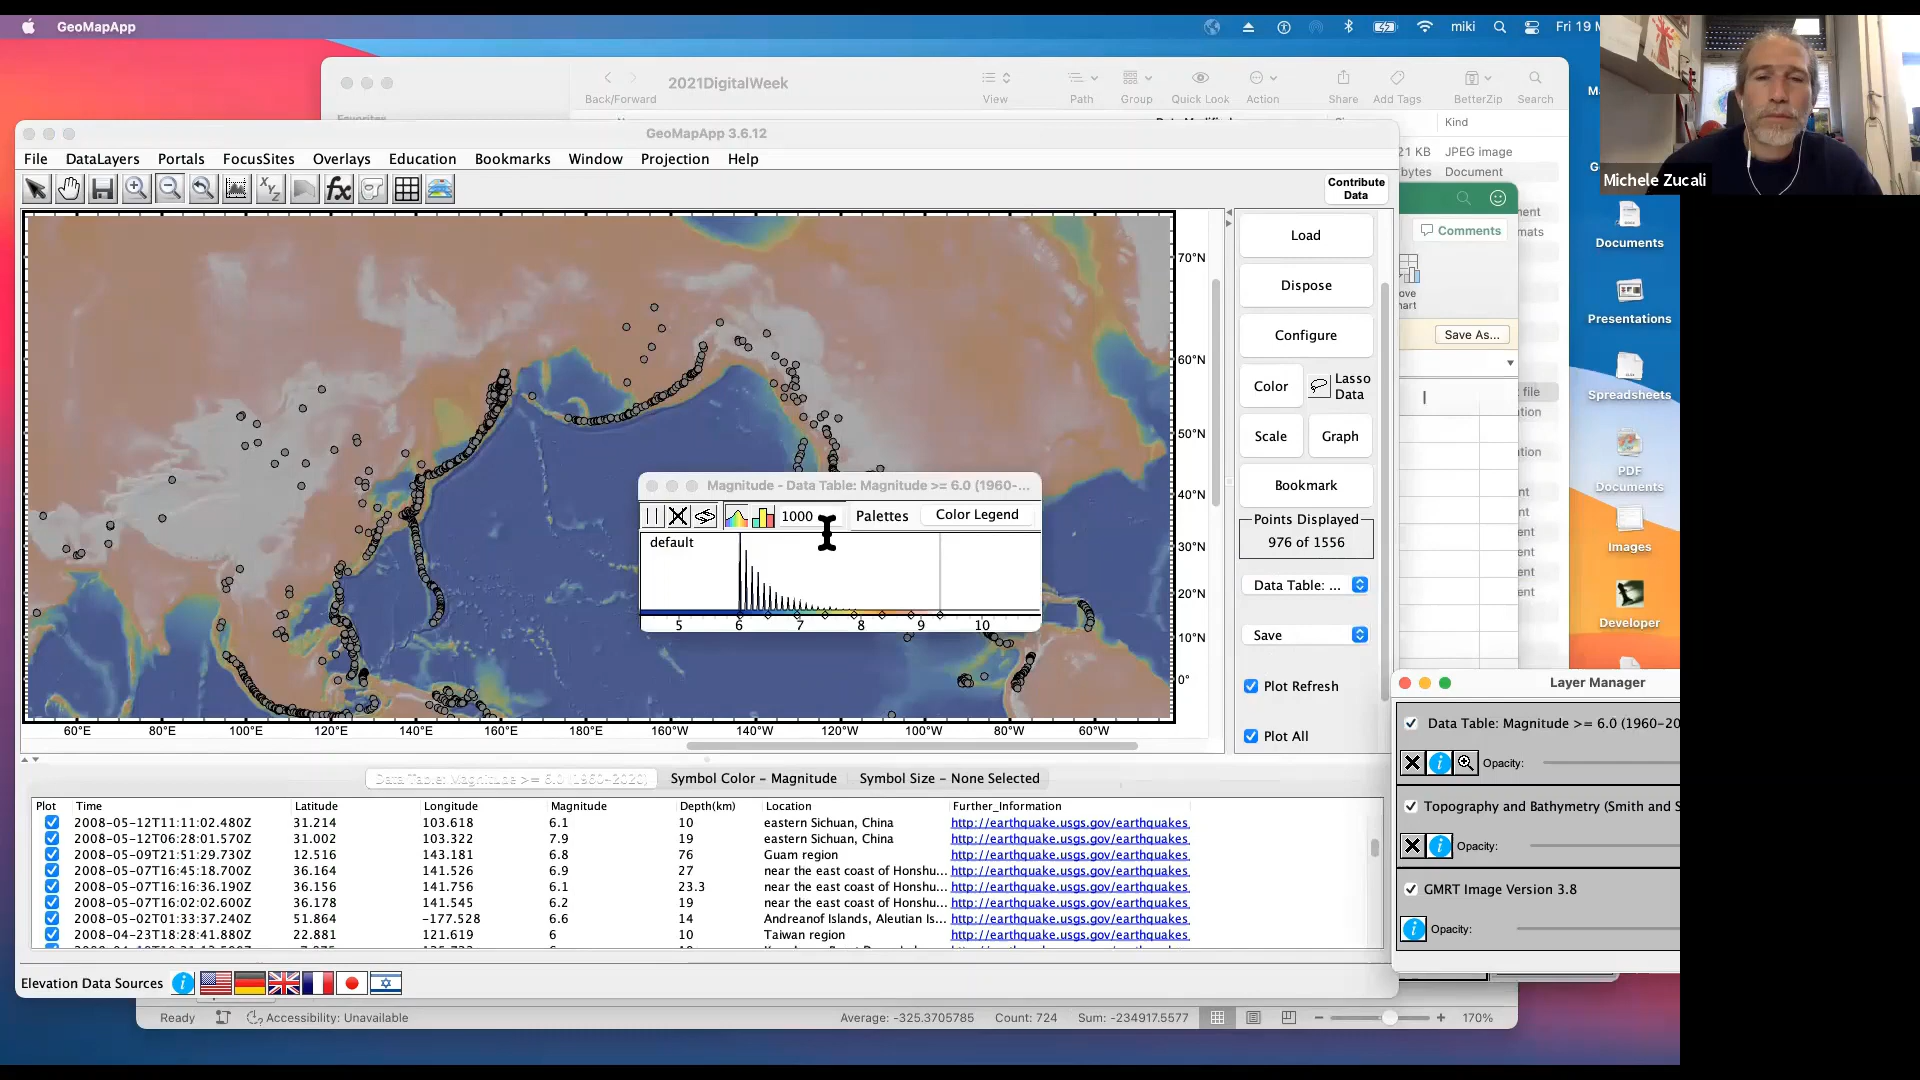 GeoMapApp
miki
Fri 19 M
Michele Zucali
2021DigitalWeek
Back/Forward
View
Path
Group
Action
Quick Look
Share
Add Tags
BetterZip
Search
Kind
21 KB JPEG image
bytes Document
GeoMapApp 3.6.12
File DataLayers Portals FocusSites Overlays Education Bookmarks Window Projection Help
XYZ
fx
Contribute
Data
Comments
Save As...
Load
Dispose
Configure
Color
Lasso
Data
Scale
Graph
Bookmark
Points Displayed
976 of 1556
Data Table: ...
Save
Plot Refresh
Plot All
70°N
60°N
50°N
40°N
30°N
20°N
10°N
0°
60°E 80°E 100°E 120°E 140°E 160°E 180° 160°W 140°W 120°W 100°W 80°W 60°W
Magnitude - Data Table: Magnitude >= 6.0 (1960-...
1000
Palettes
Color Legend
default
5 6 7 8 9 10
Data Table: Magnitude >= 6.0 (1960-2020)
Symbol Color - Magnitude
Symbol Size - None Selected
Plot Time Latitude Longitude Magnitude Depth(km) Location Further_Information
2008-05-12T11:11:02.480Z 31.214 103.618 6.1 10 eastern Sichuan, China http://earthquake.usgs.gov/earthquakes
2008-05-12T06:28:01.570Z 31.002 103.322 7.9 19 eastern Sichuan, China http://earthquake.usgs.gov/earthquakes
2008-05-09T21:51:29.730Z 12.516 143.181 6.8 76 Guam region http://earthquake.usgs.gov/earthquakes
2008-05-07T16:45:18.700Z 36.164 141.526 6.9 27 near the east coast of Honshu... http://earthquake.usgs.gov/earthquakes
2008-05-07T16:16:36.190Z 36.156 141.756 6.1 23.3 near the east coast of Honshu... http://earthquake.usgs.gov/earthquakes
2008-05-07T16:02:02.600Z 36.178 141.545 6.2 19 near the east coast of Honshu... http://earthquake.usgs.gov/earthquakes
2008-05-02T01:33:37.240Z 51.864 -177.528 6.6 14 Andreanof Islands, Aleutian Is... http://earthquake.usgs.gov/earthquakes
2008-04-23T18:28:41.880Z 22.881 121.619 6 10 Taiwan region http://earthquake.usgs.gov/earthquakes
Elevation Data Sources
Ready
Accessibility: Unavailable
Average: -325.3705785
Count: 724
Sum: -234917.5577
170%
Layer Manager
Data Table: Magnitude >= 6.0 (1960-20
Opacity:
Topography and Bathymetry (Smith and S
Opacity:
GMRT Image Version 3.8
Opacity:
Documents
Presentations
Spreadsheets
PDF
Documents
Images
Developer